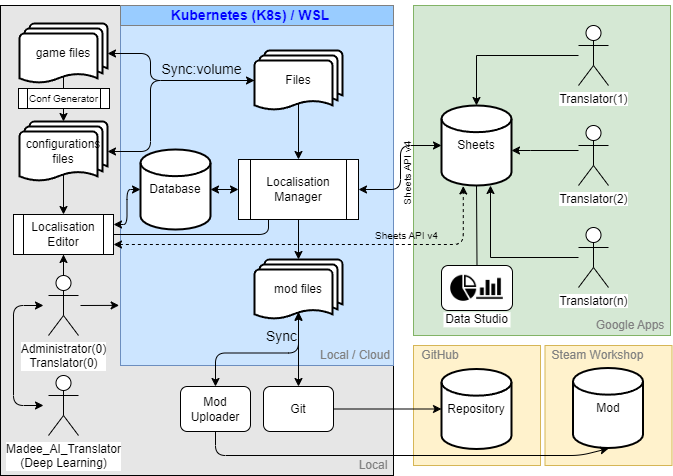 Kubernetes (K8s) / WSL
game files
Conf Generator
configurations
files
Localisation
Editor
Administrator(0)
Translator(0)
Madee_AI_Translator
(Deep Learning)
Sync:volume
Files
Database
Localisation
Manager
mod files
Sync
Local / Cloud
Mod
Uploader
Git
Local
Sheets API v4
Sheets API v4
Sheets
Data Studio
Translator(1)
Translator(2)
Translator(n)
Google Apps
GitHub
Repository
Steam Workshop
Mod